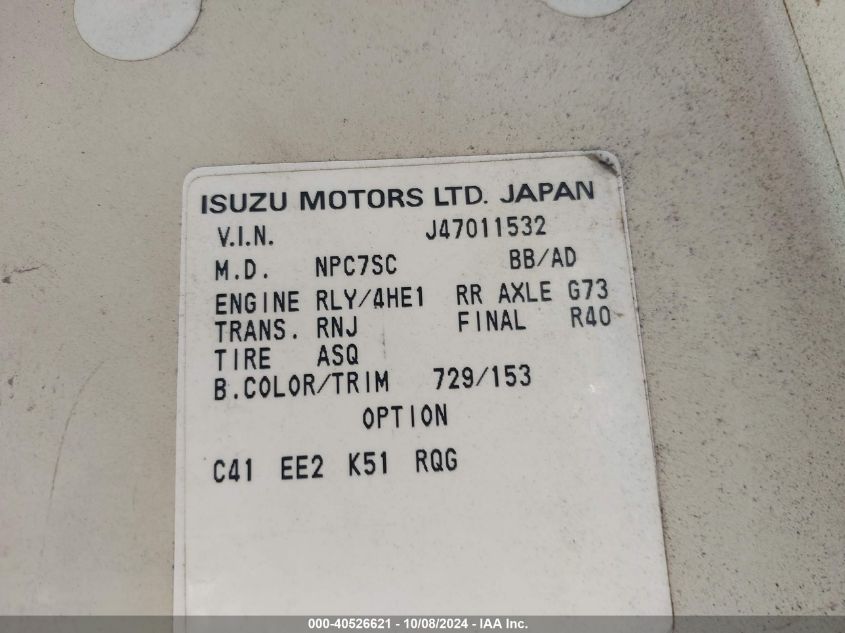 ISUZU MOTORS LTD. JAPAN
V.I.N. J47011532
M.D. NPC7SC BB/AD
ENGINE RLY/4HE1 RR AXLE G73
TRANS. RNJ FINAL R40
TIRE ASQ
B.COLOR/TRIM 729/153
OPTION
C41 EE2 K51 RQG
000-40526621 - 10/08/2024 - IAA Inc.